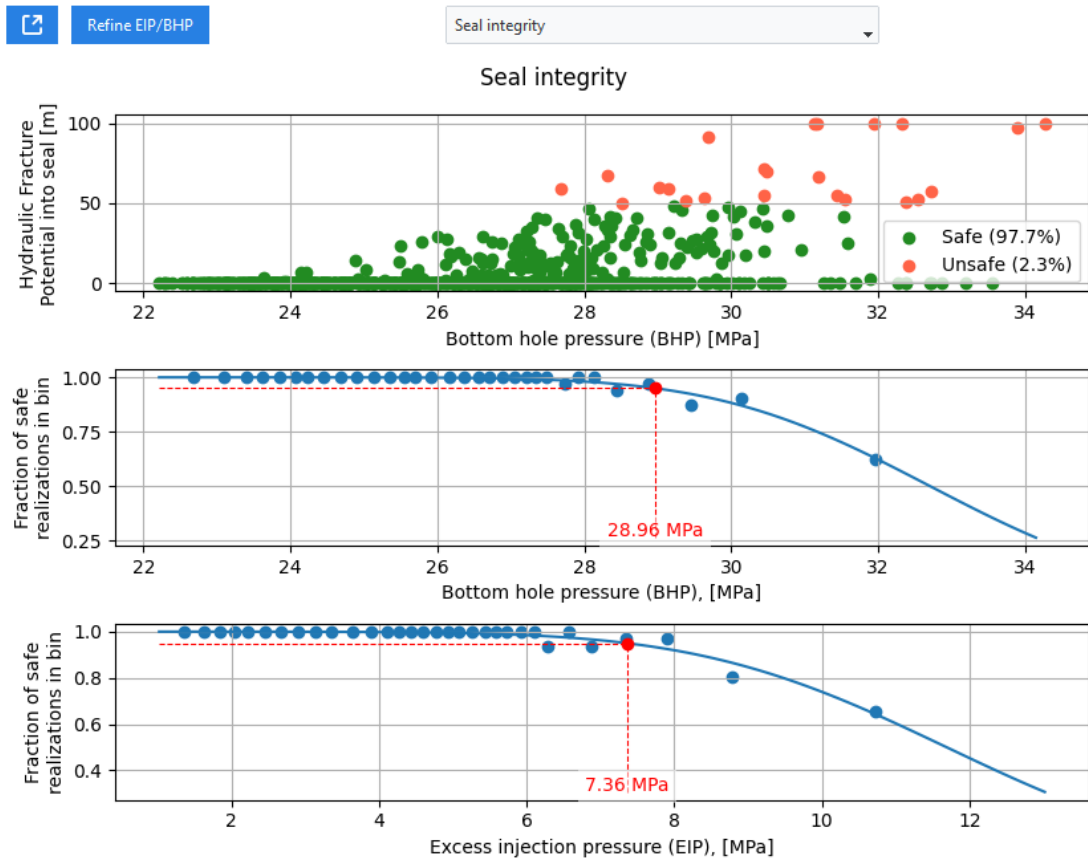 Refine EIP/BHP
Seal integrity
Seal integrity
Hydraulic Fracture
Potential into seal [m]
100
50
0
Safe (97.7%)
Unsafe (2.3%)
22 24 26 28 30 32 34
Bottom hole pressure (BHP) [MPa]
Fraction of safe
realizations in bin
1.00
0.75
0.50
0.25
28.96 MPa
22 24 26 28 30 32 34
Bottom hole pressure (BHP), [MPa]
Fraction of safe
realizations in bin
1.0
0.8
0.6
0.4
7.36 MPa
2 4 6 8 10 12
Excess injection pressure (EIP), [MPa]